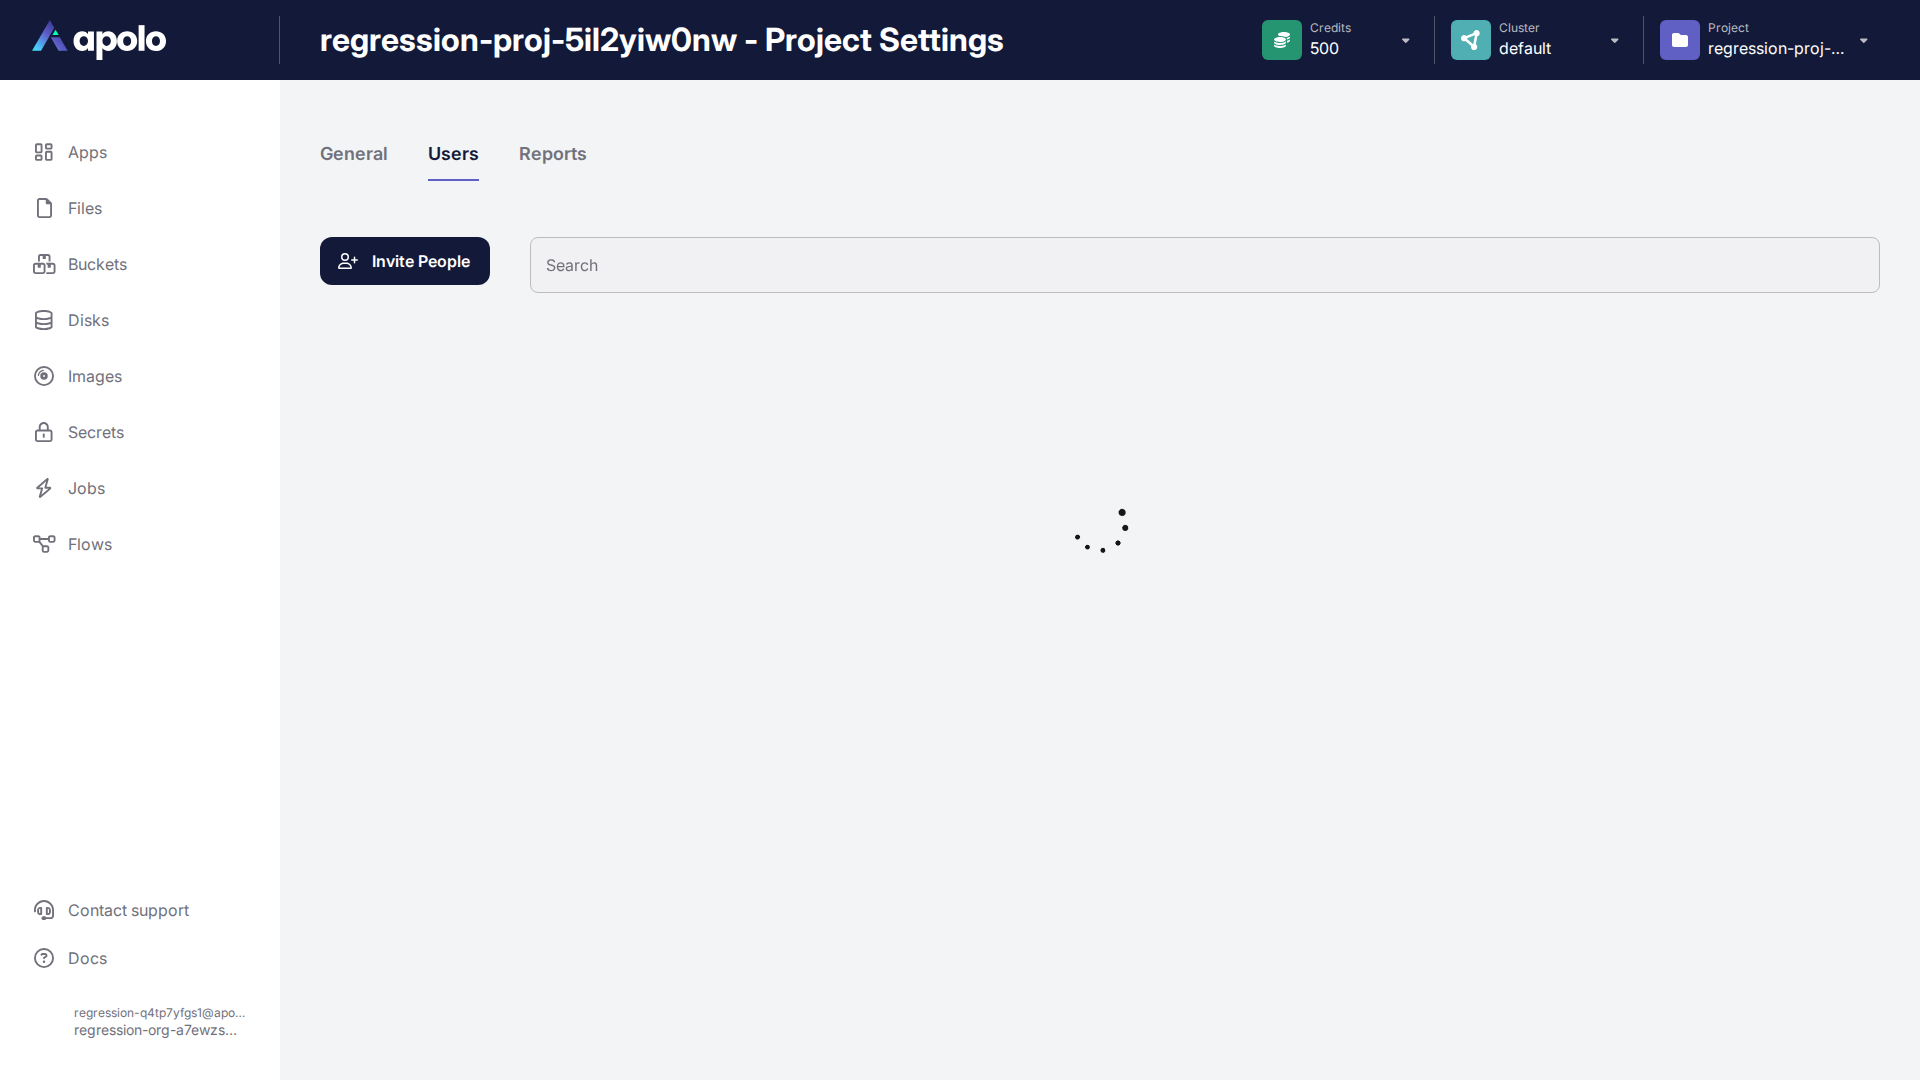 apolo
regression-proj-5il2yiw0nw - Project Settings
Credits
500
Cluster
default
Project
regression-proj-...
Apps
Files
Buckets
Disks
Images
Secrets
Jobs
Flows
Contact support
Docs
regression-q4tp7yfgs1@apo...
regression-org-a7ewzs...
General
Users
Reports
Invite People
Search